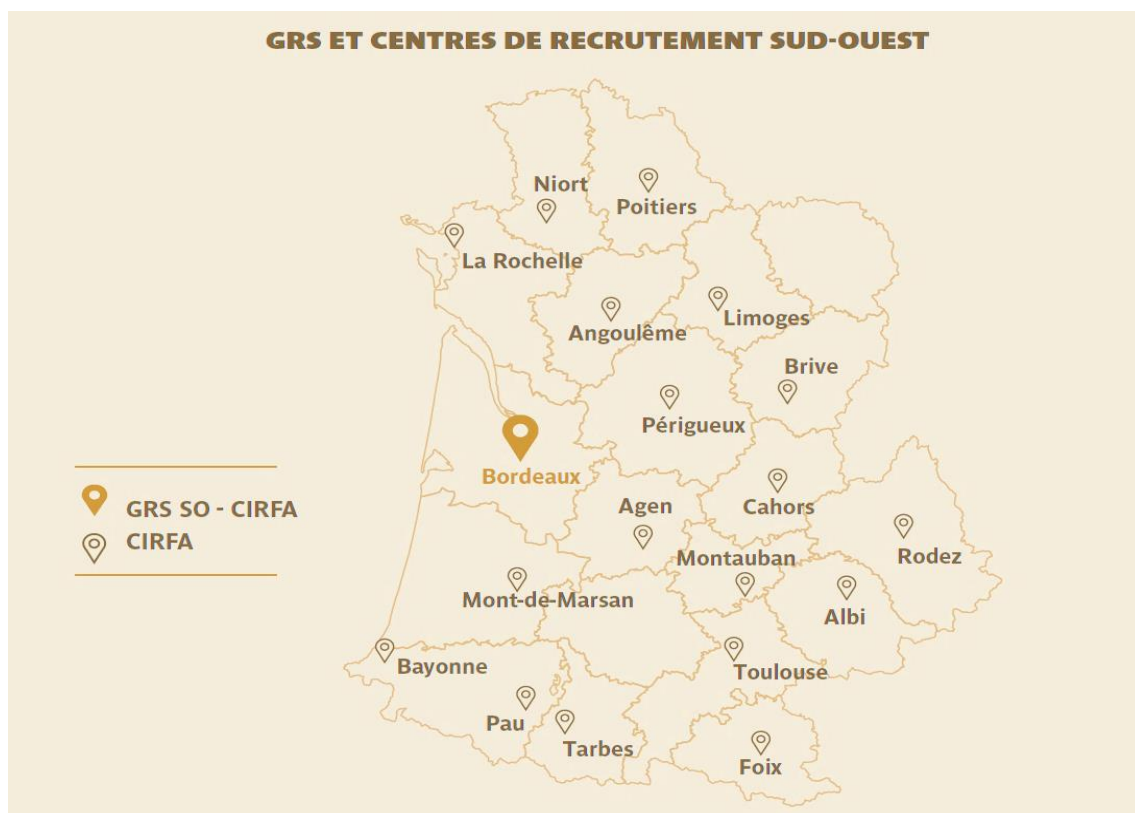 GRS ET CENTRES DE RECRUTEMENT SUD-OUEST
Niort
Poitiers
La Rochelle
Limoges
Angoulême
Brive
Périgueux
Bordeaux
Agen
Cahors
GRS SO - CIRFA
CIRFA
Montauban
Rodez
Mont-de-Marsan
Albi
Bayonne
Toulouse
Pau
Tarbes
Foix